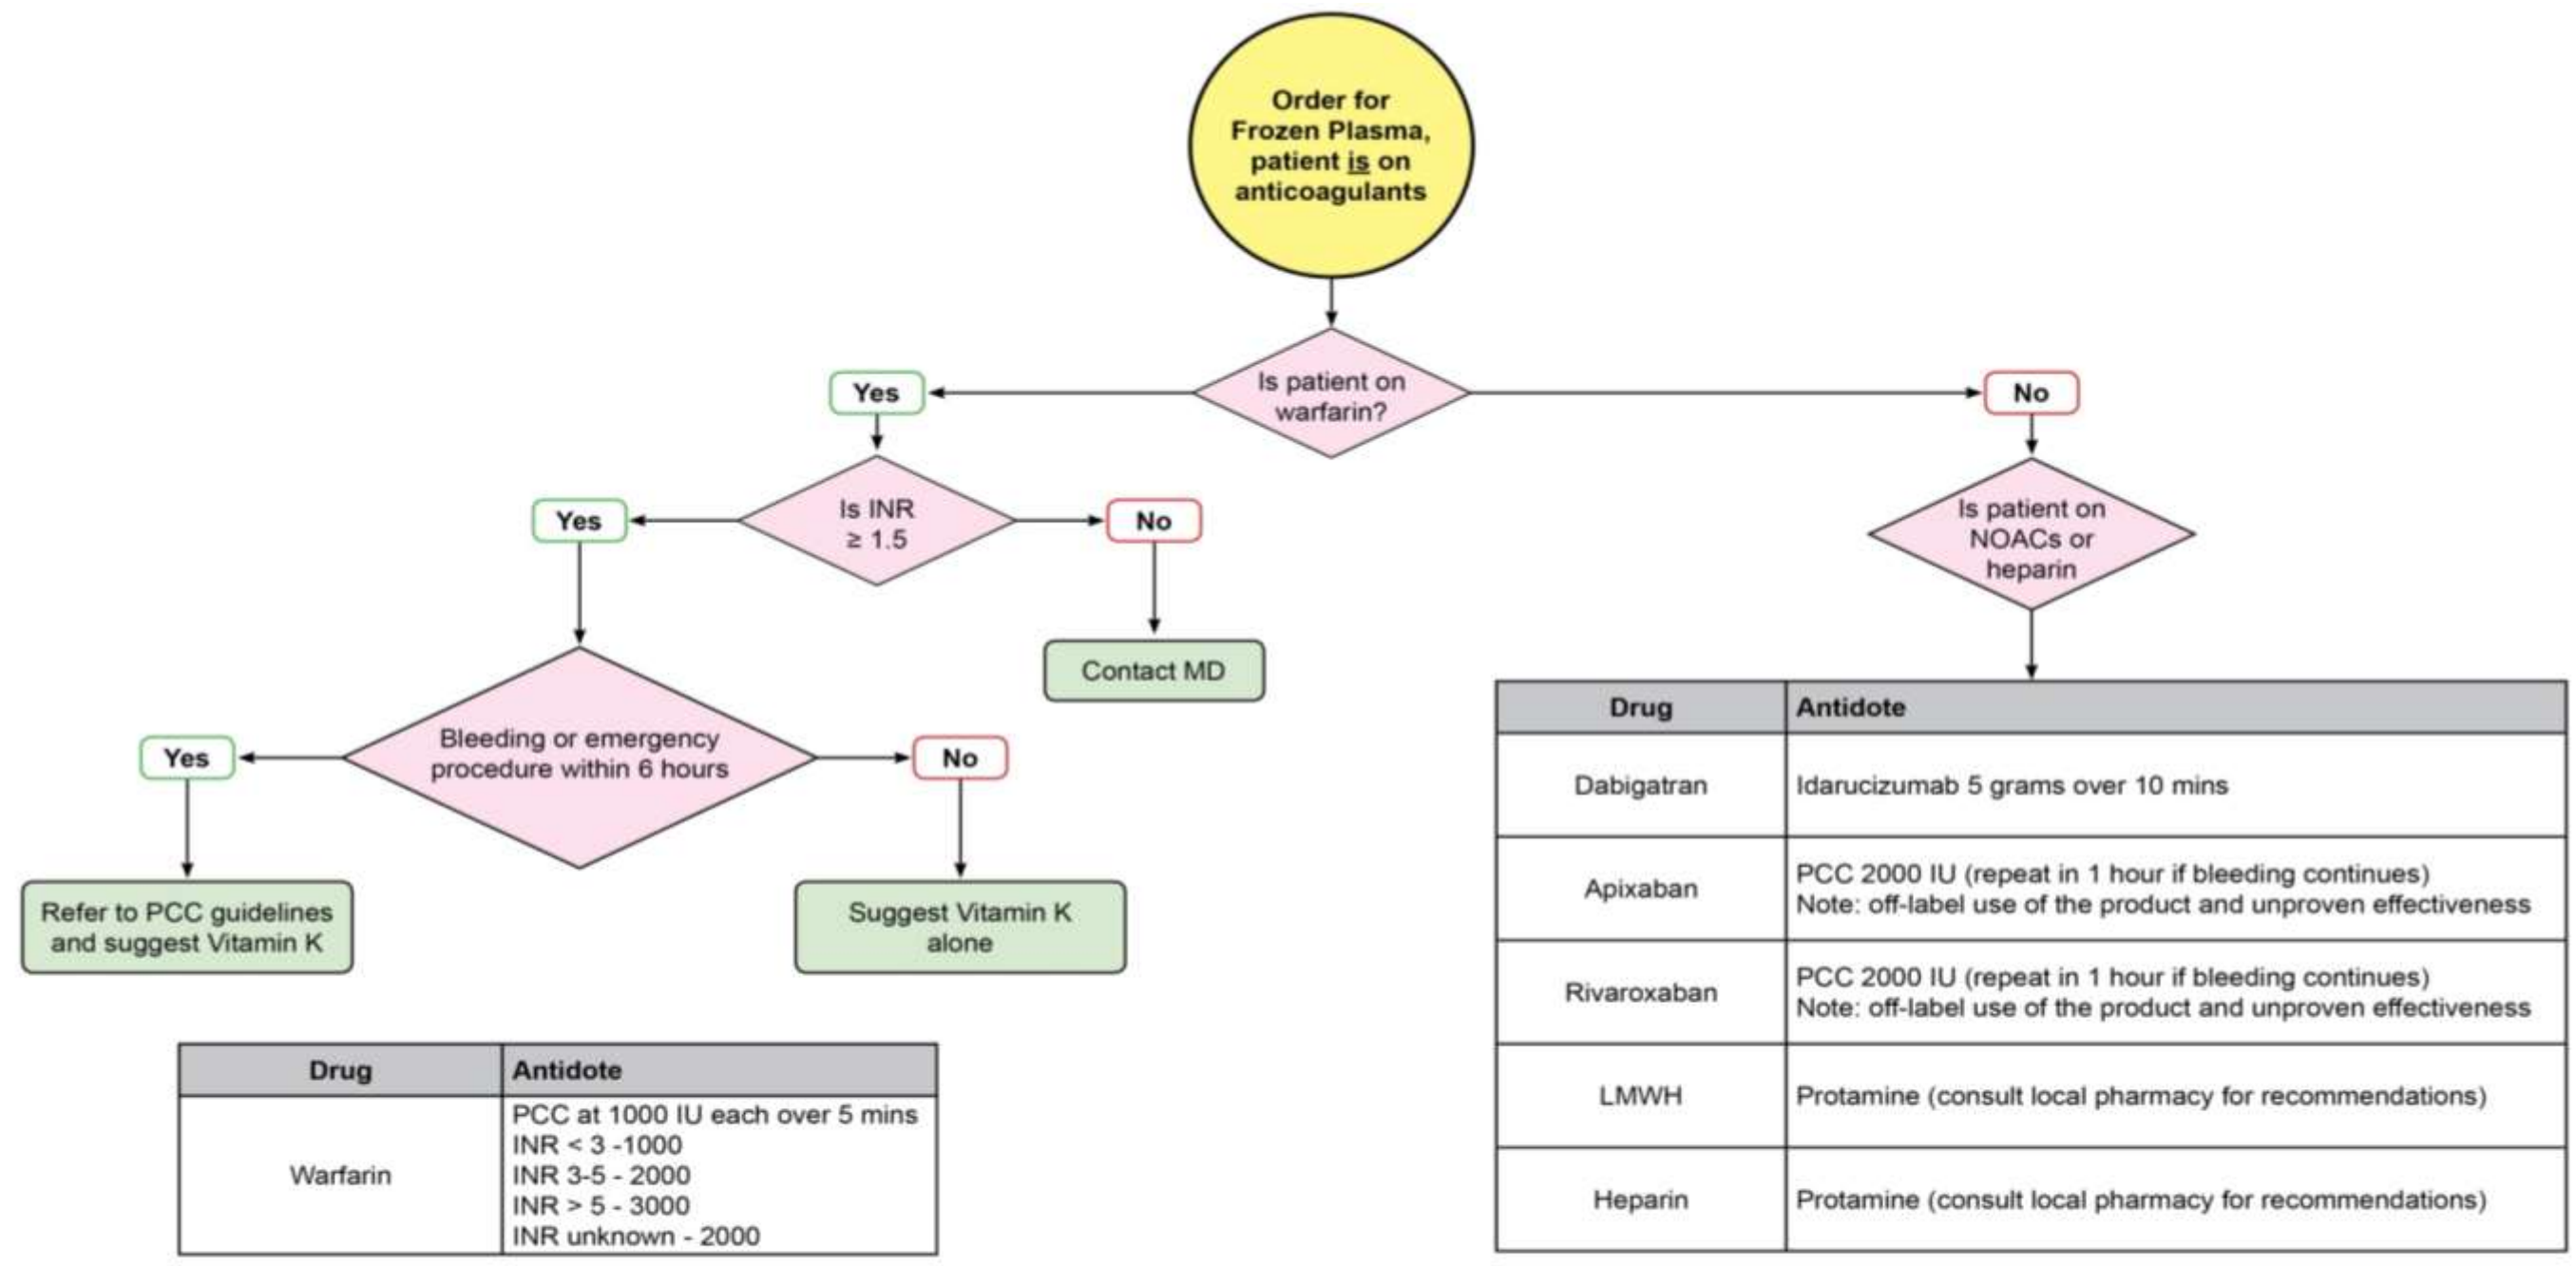 Order for
Frozen Plasma,
patient is on
anticoagulants
Is patient on
warfarin?
Yes
No
Is INR
≥ 1.5
Yes
No
Contact MD
Bleeding or emergency
procedure within 6 hours
Yes
No
Refer to PCC guidelines
and suggest Vitamin K
Suggest Vitamin K
alone
Drug
Antidote
Warfarin
PCC at 1000 IU each over 5 mins
INR < 3 -1000
INR 3-5 - 2000
INR > 5 - 3000
INR unknown - 2000
Is patient on
NOACs or
heparin
Drug
Antidote
Dabigatran
Idarucizumab 5 grams over 10 mins
Apixaban
PCC 2000 IU (repeat in 1 hour if bleeding continues)
Note: off-label use of the product and unproven effectiveness
Rivaroxaban
PCC 2000 IU (repeat in 1 hour if bleeding continues)
Note: off-label use of the product and unproven effectiveness
LMWH
Protamine (consult local pharmacy for recommendations)
Heparin
Protamine (consult local pharmacy for recommendations)